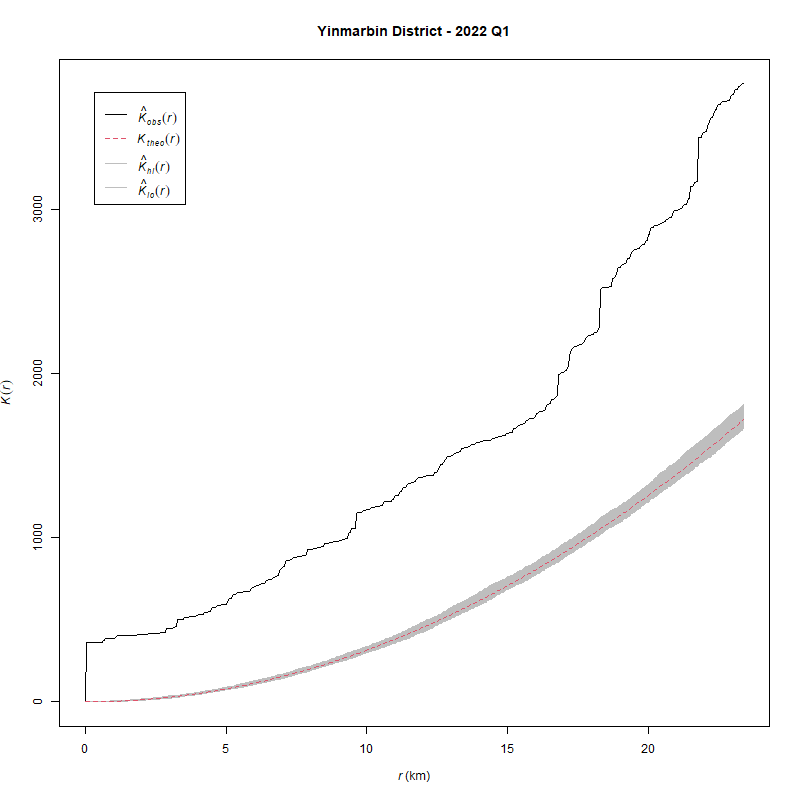 Yinmarbin District - 2022 Q1
K̂obs(r)
Ktheo(r)
K̂hi(r)
K̂lo(r)
K(r)
3000
2000
1000
0
0 5 10 15 20
r (km)